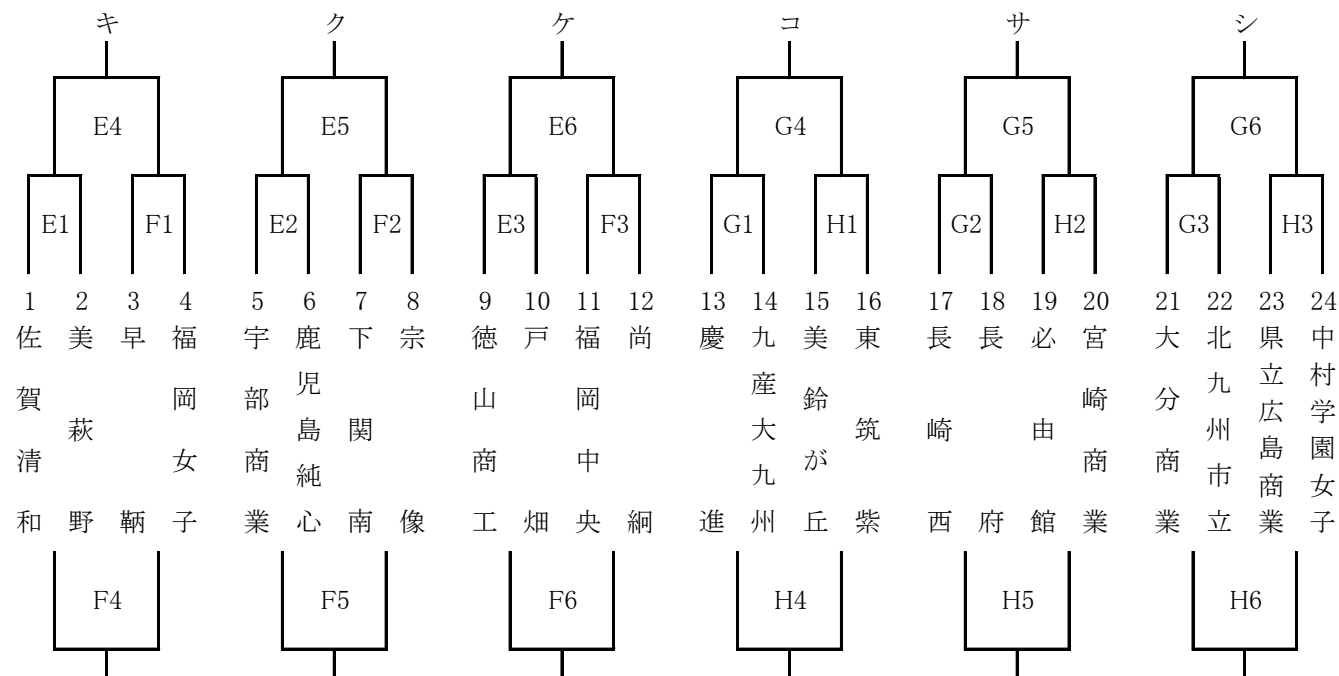 キ ク ケ コ サ シ
E4 E5 E6 G4 G5 G6
E1 F1 E2 F2 E3 F3 G1 H1 G2 H2 G3 H3
1 2 3 4 5 6 7 8 9 10 11 12 13 14 15 16 17 18 19 20 21 22 23 24
佐賀清和
美萩野
早鞆
福岡女子
宇部商業
鹿児島純心
下関南
宗像
徳山商工
戸畑
福岡中央
尚絅
慶進
九産大九州
美鈴が丘
東筑紫
長崎西
長府
必由館
宮崎商業
大分商業
北九州市立
県立広島商業
中村学園女子
F4 F5 F6 H4 H5 H6